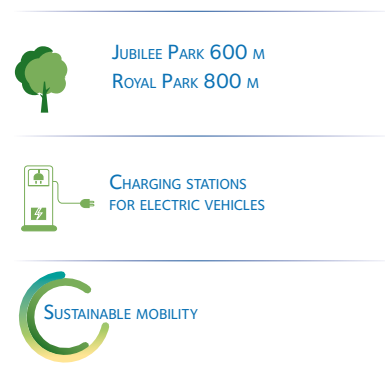 Jubilee Park 600 m
Royal Park 800 m
Charging stations
for electric vehicles
Sustainable mobility